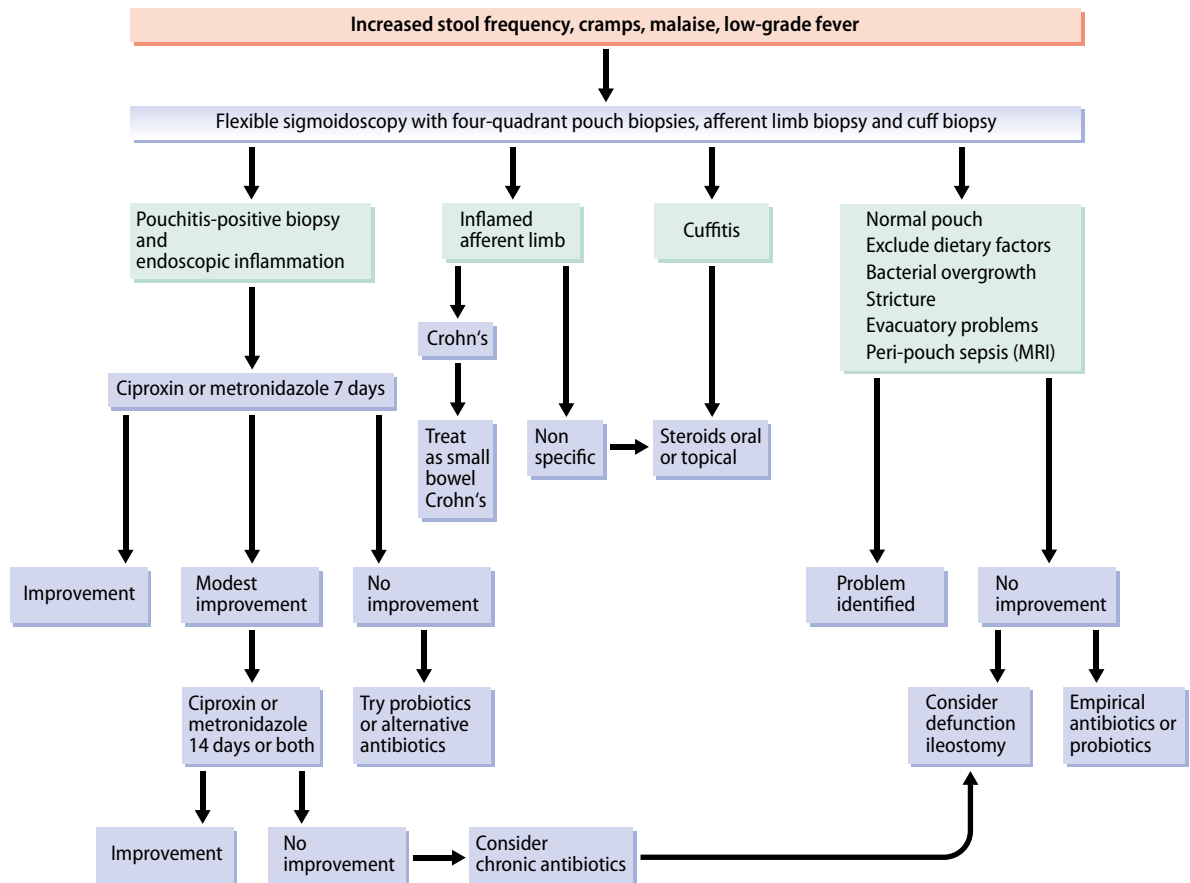 Increased stool frequency, cramps, malaise, low-grade fever
Flexible sigmoidoscopy with four-quadrant pouch biopsies, afferent limb biopsy and cuff biopsy
Pouchitis-positive biopsy
and
endoscopic inflammation
Inflamed
afferent limb
Cuffitis
Normal pouch
Exclude dietary factors
Bacterial overgrowth
Stricture
Evacuatory problems
Peri-pouch sepsis (MRI)
Crohn‘s
Ciproxin or metronidazole 7 days
Treat
as small
bowel
Crohn‘s
Non
specific
Steroids oral
or topical
Improvement
Modest
improvement
No
improvement
Problem
identified
No
improvement
Ciproxin or
metronidazole
14 days or both
Try probiotics
or alternative
antibiotics
Consider
defunction
ileostomy
Empirical
antibiotics or
probiotics
Improvement
No
improvement
Consider
chronic antibiotics